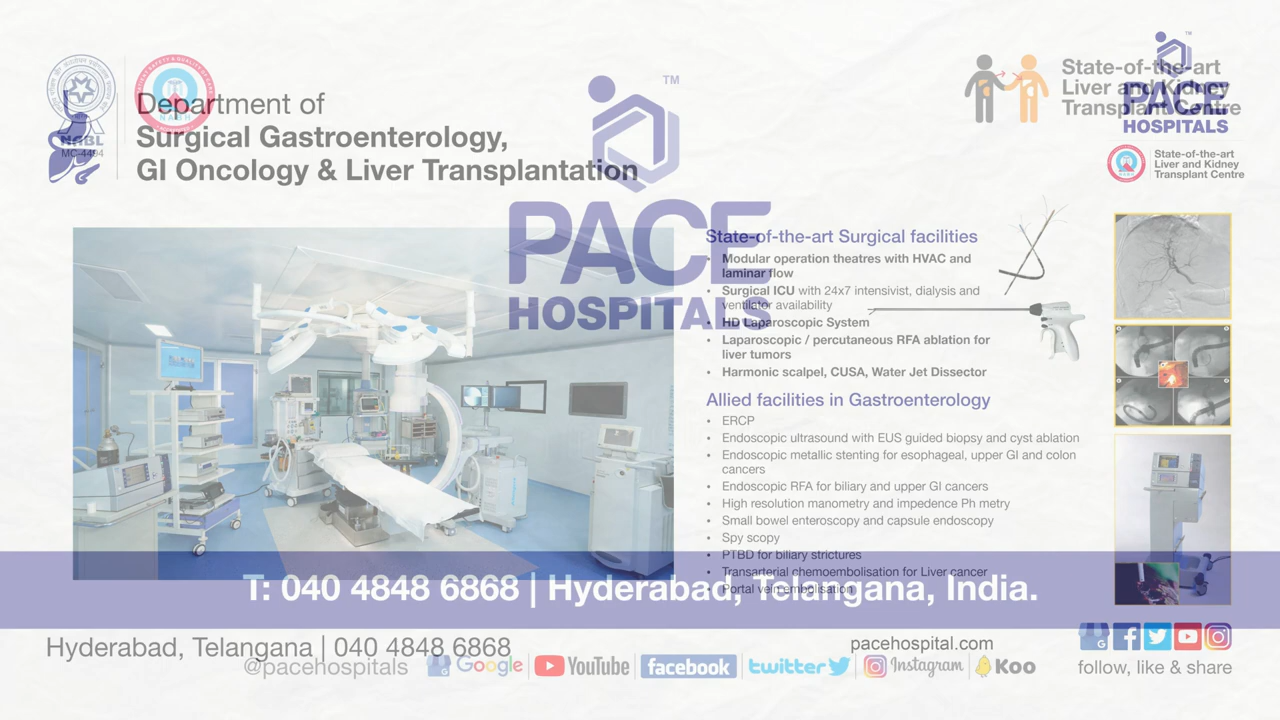 Department of
Surgical Gastroenterology,
GI Oncology & Liver Transplantation
NABL
MC-4494
NABH
TM
PACE
HOSPITALS
State-of-the-art
Liver and Kidney
Transplant Centre
TM
PACE
HOSPITALS
State-of-the-art
Liver and Kidney
Transplant Centre
State-of-the-art Surgical facilities
• Modular operation theatres with HVAC and
laminar flow
• Surgical ICU with 24x7 intensivist, dialysis and
ventilator availability
• HD Laparoscopic System
• Laparoscopic / percutaneous RFA ablation for
liver tumors
• Harmonic scalpel, CUSA, Water Jet Dissector
Allied facilities in Gastroenterology
• ERCP
• Endoscopic ultrasound with EUS guided biopsy and cyst ablation
• Endoscopic metallic stenting for esophageal, upper GI and colon
cancers
• Endoscopic RFA for biliary and upper GI cancers
• High resolution manometry and impedence Ph metry
• Small bowel enteroscopy and capsule endoscopy
• Spy scopy
• PTBD for biliary strictures
• Transarterial chemoembolisation for Liver cancer
• Portal vein embolisation
T: 040 4848 6868 | Hyderabad, Telangana, India.
Hyderabad, Telangana | 040 4848 6868
pacehospital.com
@pacehospitals
Google
YouTube
facebook
twitter
Instagram
Koo
follow, like & share